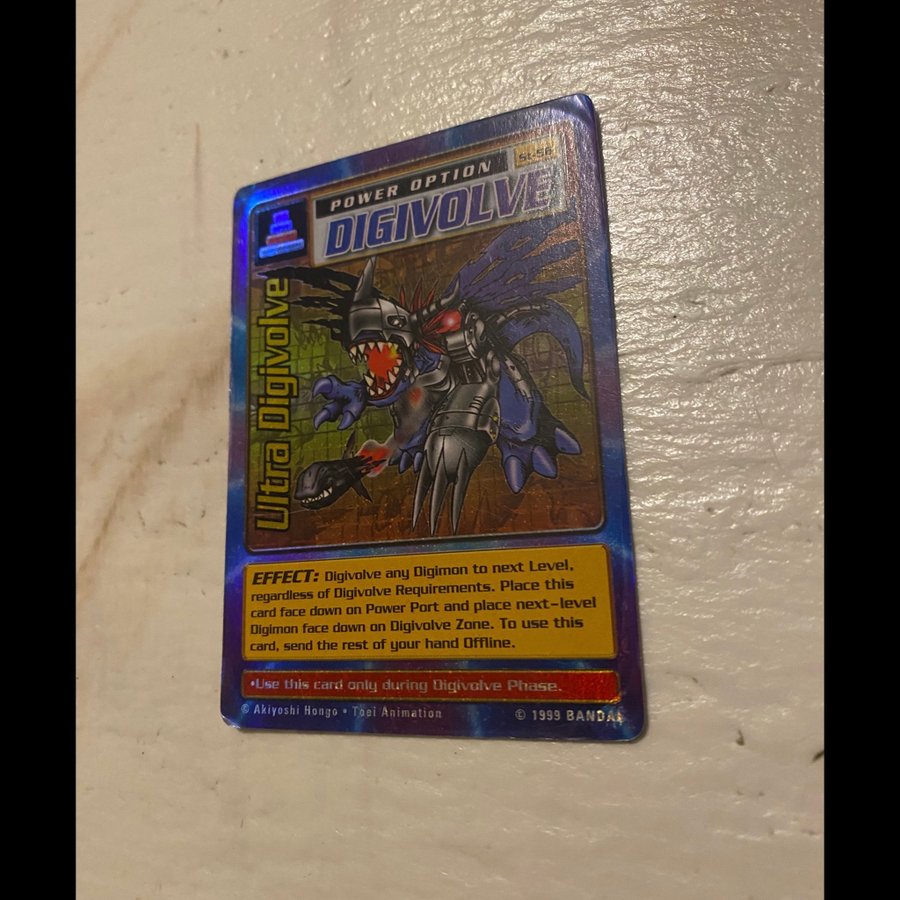 St-58
POWER OPTION
DIGIVOLVE
Ultra Digivolve
EFFECT: Digivolve any Digimon to next Level,
regardless of Digivolve Requirements. Place this
card face down on Power Port and place next-level
Digimon face down on Digivolve Zone. To use this
card, send the rest of your hand Offline.
•Use this card only during Digivolve Phase.
© Akiyoshi Hongo • Toei Animation
© 1999 BANDAI